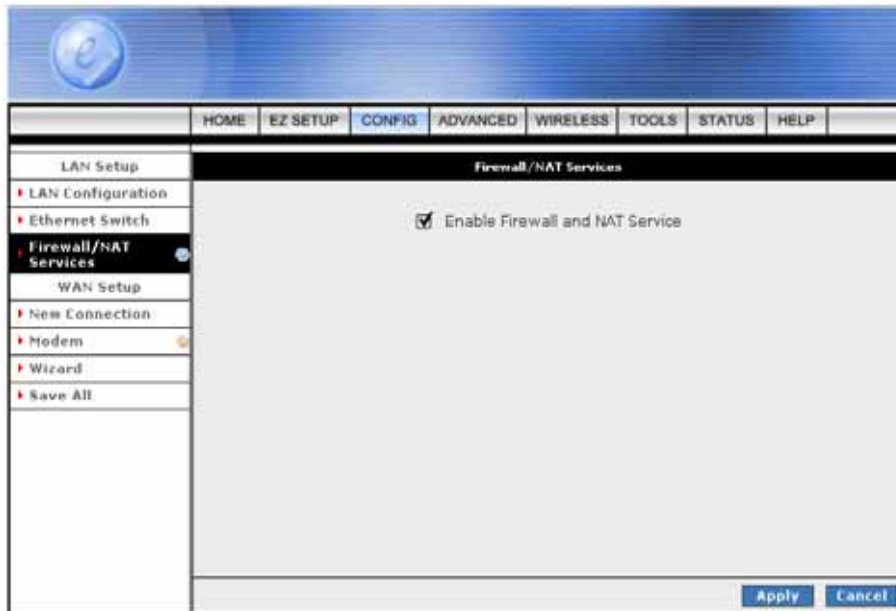 e
HOME EZ SETUP CONFIG ADVANCED WIRELESS TOOLS STATUS HELP
LAN Setup
LAN Configuration
Ethernet Switch
Firewall/NAT
Services
WAN Setup
New Connection
Modem
Wizard
Save All
Firewall/NAT Services
Enable Firewall and NAT Service
Apply Cancel